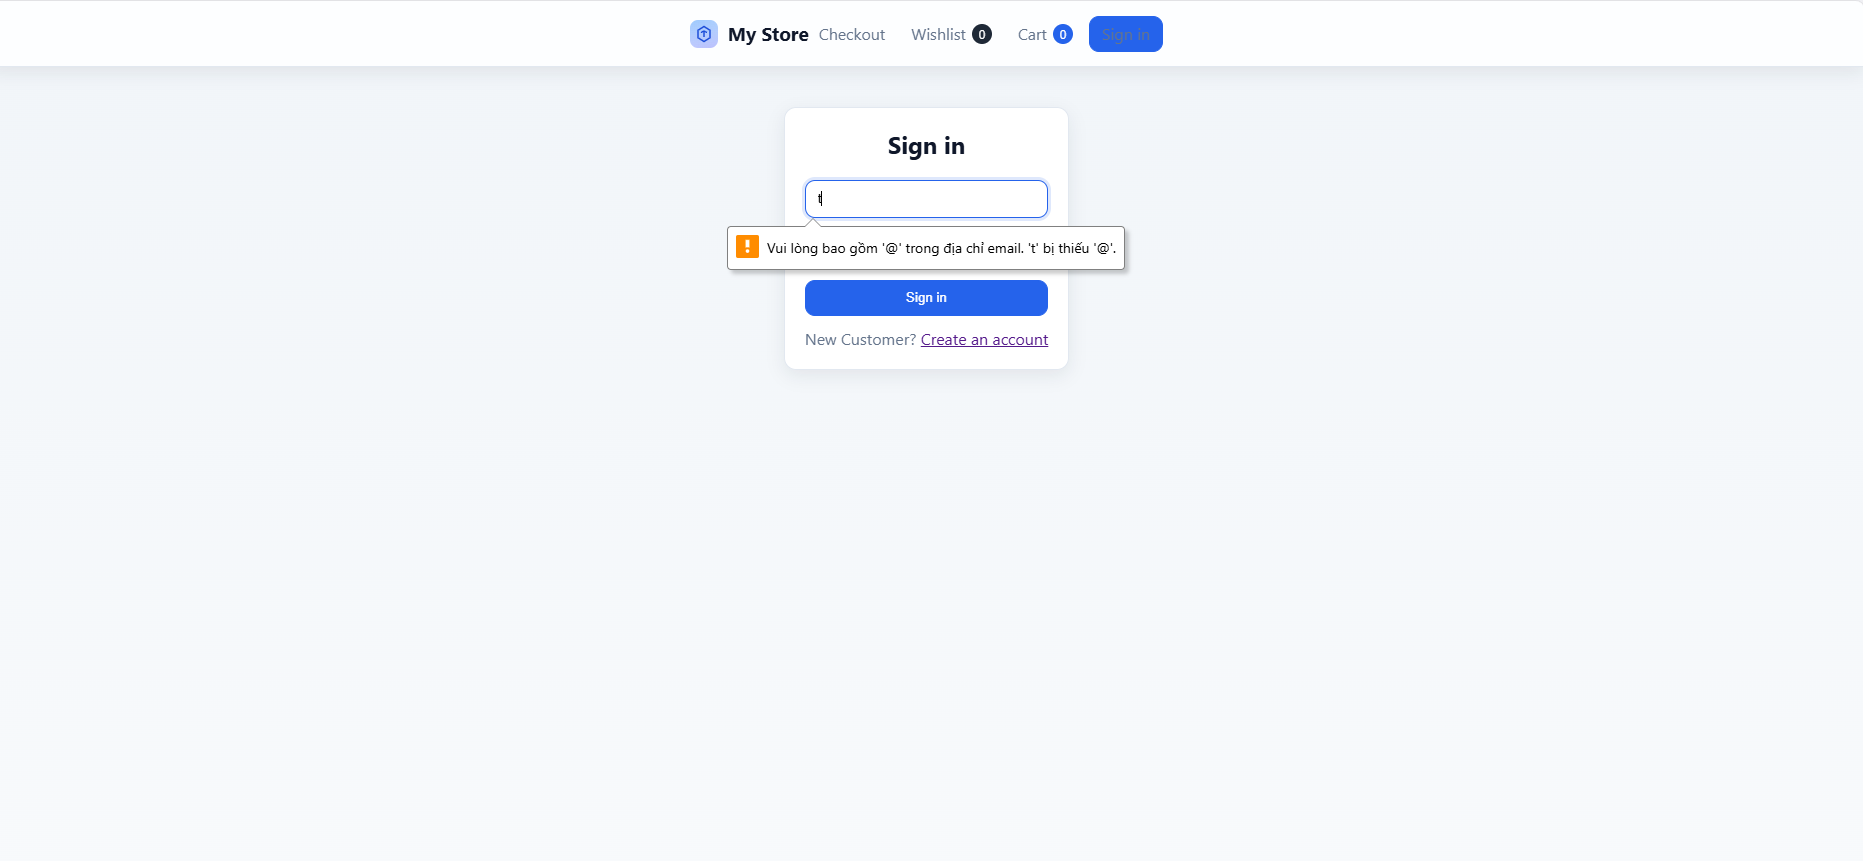 My Store Checkout Wishlist 0 Cart 0 Sign in
Sign in
t
Vui lòng bao gồm '@' trong địa chỉ email. 't' bị thiếu '@'.
Sign in
New Customer? Create an account